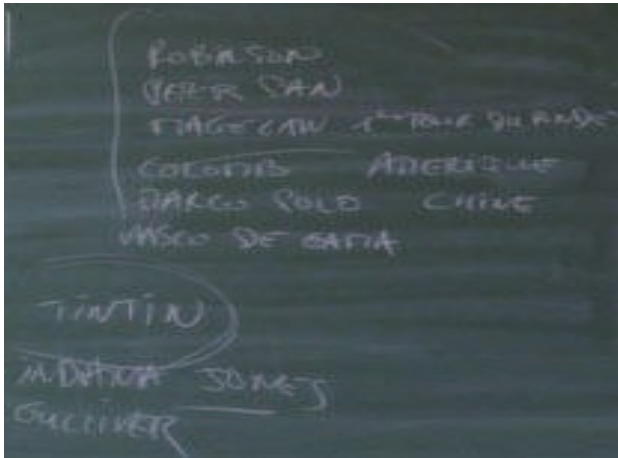 ROBINSON
PETER PAN
MAGELLAN 1er TOUR DU MONDE
COLOMB AMERIQUE
MARCO POLO CHINE
VASCO DE GAMA
TINTIN
INDIANA JONES
GULLIVER